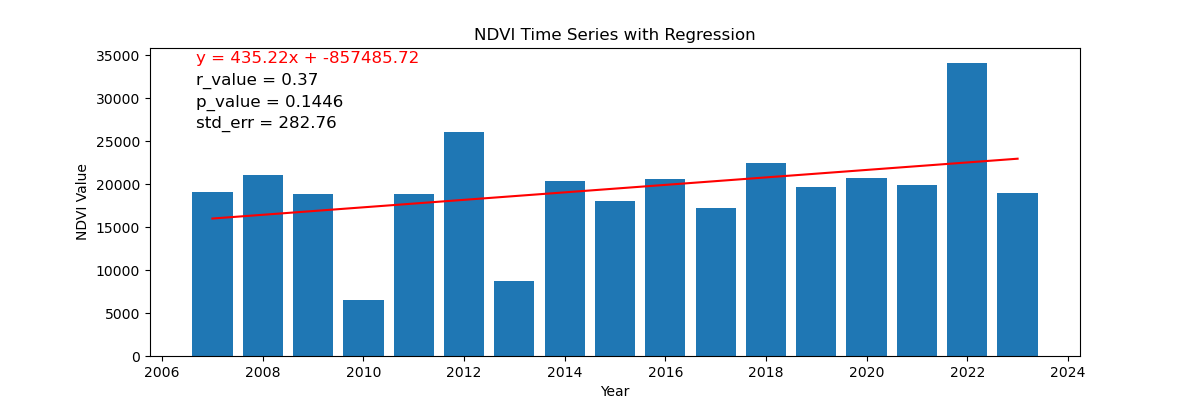 NDVI Time Series with Regression
y = 435.22x + -857485.72
r_value = 0.37
p_value = 0.1446
std_err = 282.76
35000
30000
25000
20000
15000
10000
5000
0
NDVI Value
2006 2008 2010 2012 2014 2016 2018 2020 2022 2024
Year